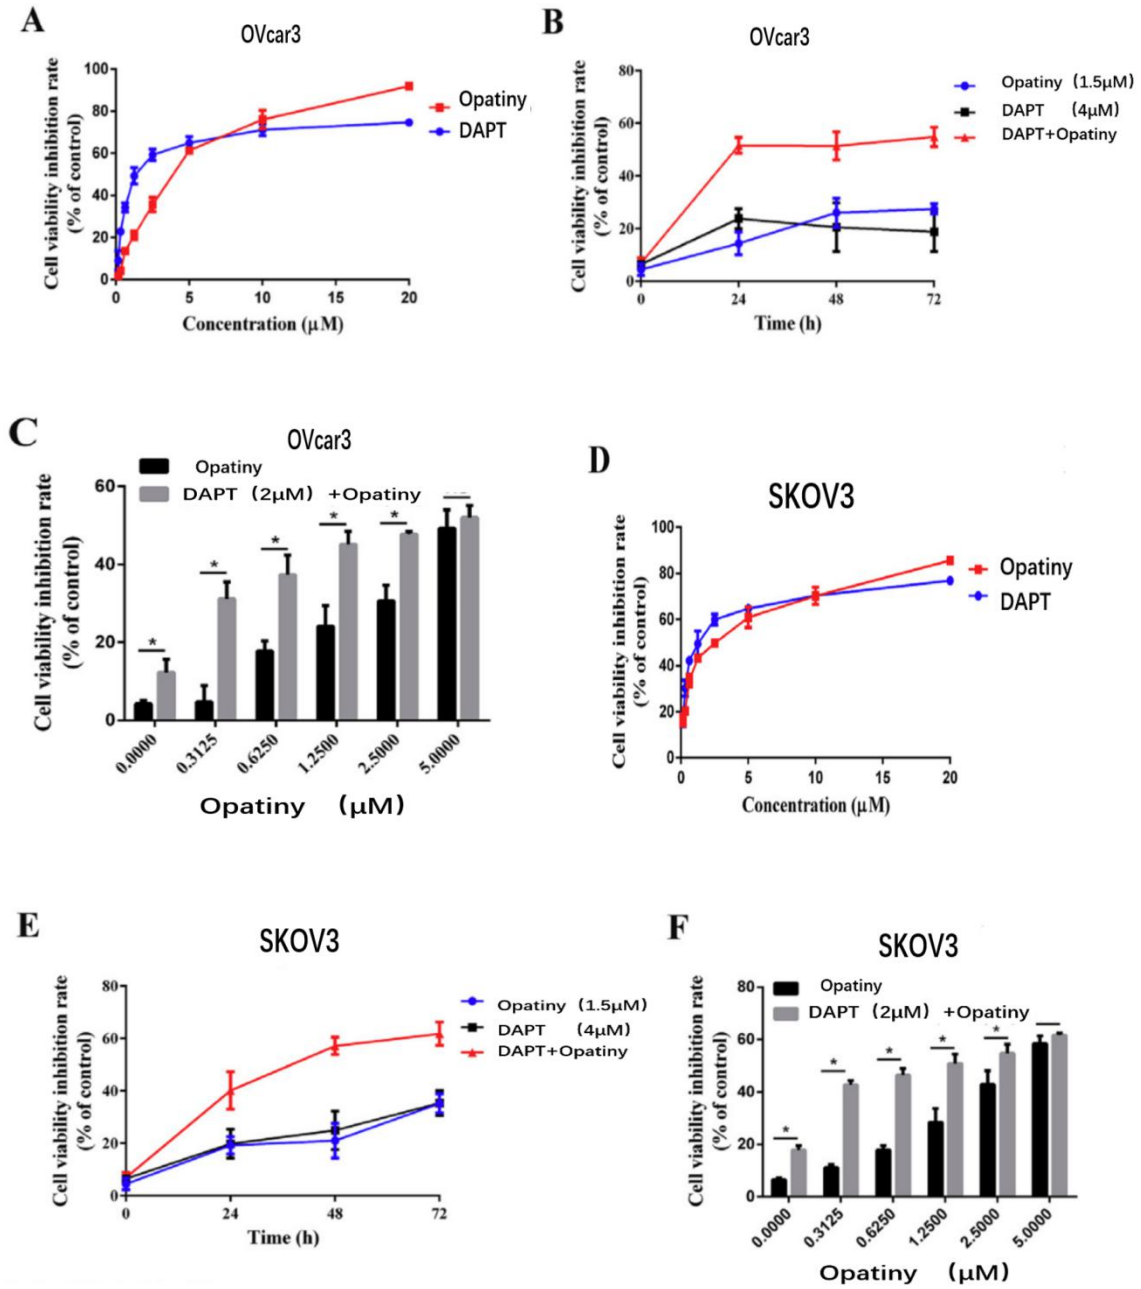 A
OVcar3
Cell viability inhibition rate
(% of control)
100
80
60
40
20
0
0 5 10 15 20
Concentration (μM)
Opatiny
DAPT
B
OVcar3
Cell viability inhibition rate
(% of control)
80
60
40
20
0
0 24 48 72
Time (h)
Opatiny (1.5μM)
DAPT (4μM)
DAPT+Opatiny
C
OVcar3
Opatiny
DAPT (2μM) +Opatiny
Cell viability inhibition rate
(% of control)
60
40
20
0
* * * * *
0.0000 0.3125 0.6250 1.2500 2.5000 5.0000
Opatiny (μM)
D
SKOV3
Cell viability inhibition rate
(% of control)
100
80
60
40
20
0
0 5 10 15 20
Concentration (μM)
Opatiny
DAPT
E
SKOV3
Cell viability inhibition rate
(% of control)
80
60
40
20
0
0 24 48 72
Time (h)
Opatiny (1.5μM)
DAPT (4μM)
DAPT+Opatiny
F
SKOV3
Opatiny
DAPT (2μM) +Opatiny
Cell viability inhibition rate
(% of control)
80
60
40
20
0
* * * * *
0.0000 0.3125 0.6250 1.2500 2.5000 5.0000
Opatiny (μM)